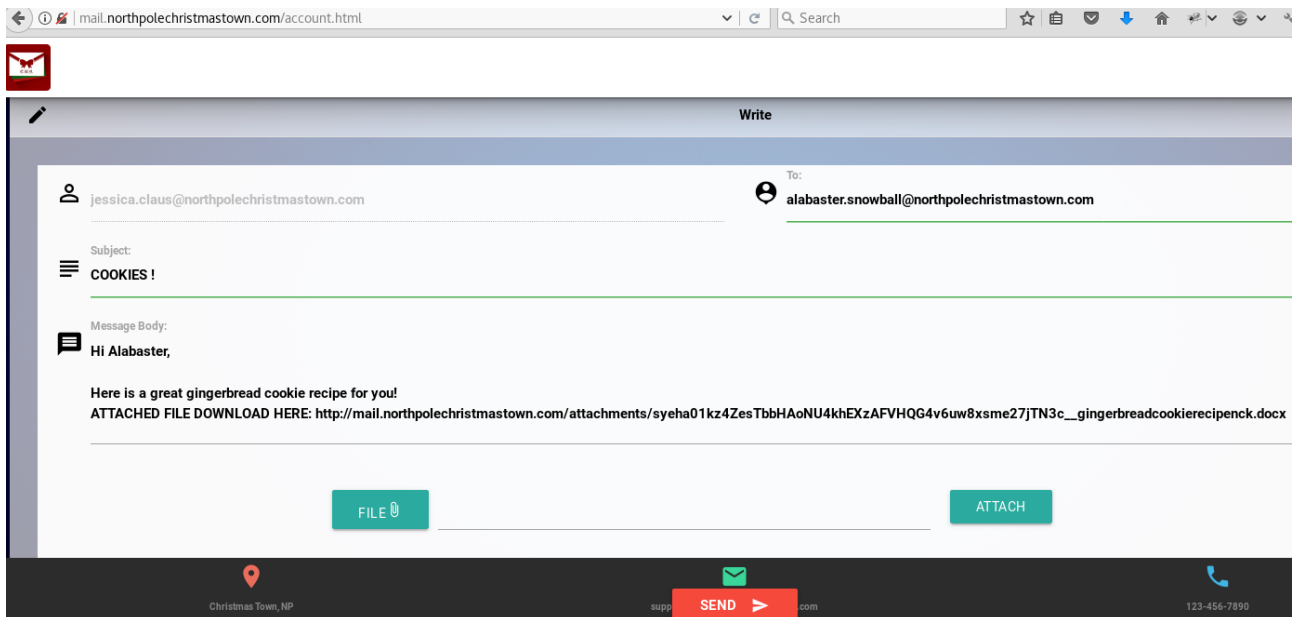 mail.northpolechristmastown.com/account.html
Search
Write
jessica.claus@northpolechristmastown.com
To:
alabaster.snowball@northpolechristmastown.com
Subject:
COOKIES !
Message Body:
Hi Alabaster,
Here is a great gingerbread cookie recipe for you!
ATTACHED FILE DOWNLOAD HERE: http://mail.northpolechristmastown.com/attachments/syeha01kz4ZesTbbHAoNU4khEXzAFVHQG4v6uw8xsme27jTN3c__gingerbreadcookierecipenck.docx
FILE
ATTACH
Christmas Town, NP
supp
SEND
.com
123-456-7890